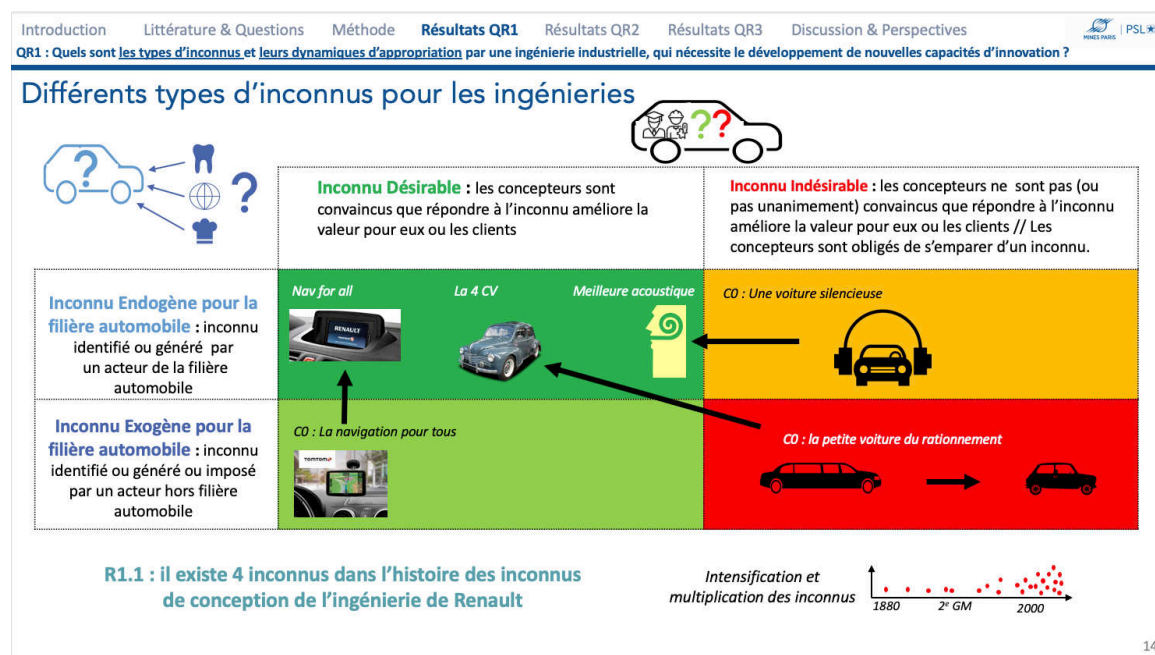 Introduction Littérature & Questions Méthode Résultats QR1 Résultats QR2 Résultats QR3 Discussion & Perspectives
MINES PARIS | PSL
QR1 : Quels sont les types d’inconnus et leurs dynamiques d’appropriation par une ingénierie industrielle, qui nécessite le développement de nouvelles capacités d’innovation ?
Différents types d’inconnus pour les ingénieries
??
?
?
Inconnu Désirable : les concepteurs sont
convaincus que répondre à l’inconnu améliore la
valeur pour eux ou les clients
Inconnu Indésirable : les concepteurs ne sont pas (ou
pas unanimement) convaincus que répondre à l’inconnu
améliore la valeur pour eux ou les clients // Les
concepteurs sont obligés de s’emparer d’un inconnu.
Inconnu Endogène pour la
filière automobile : inconnu
identifié ou généré par
un acteur de la filière
automobile
Nav for all
La 4 CV
Meilleure acoustique
RENAULT
C0 : Une voiture silencieuse
Inconnu Exogène pour la
filière automobile : inconnu
identifié ou généré ou imposé
par un acteur hors filière
automobile
C0 : La navigation pour tous
TOMTOM
C0 : la petite voiture du rationnement
R1.1 : il existe 4 inconnus dans l’histoire des inconnus
de conception de l’ingénierie de Renault
Intensification et
multiplication des inconnus
1880 2e GM 2000
14